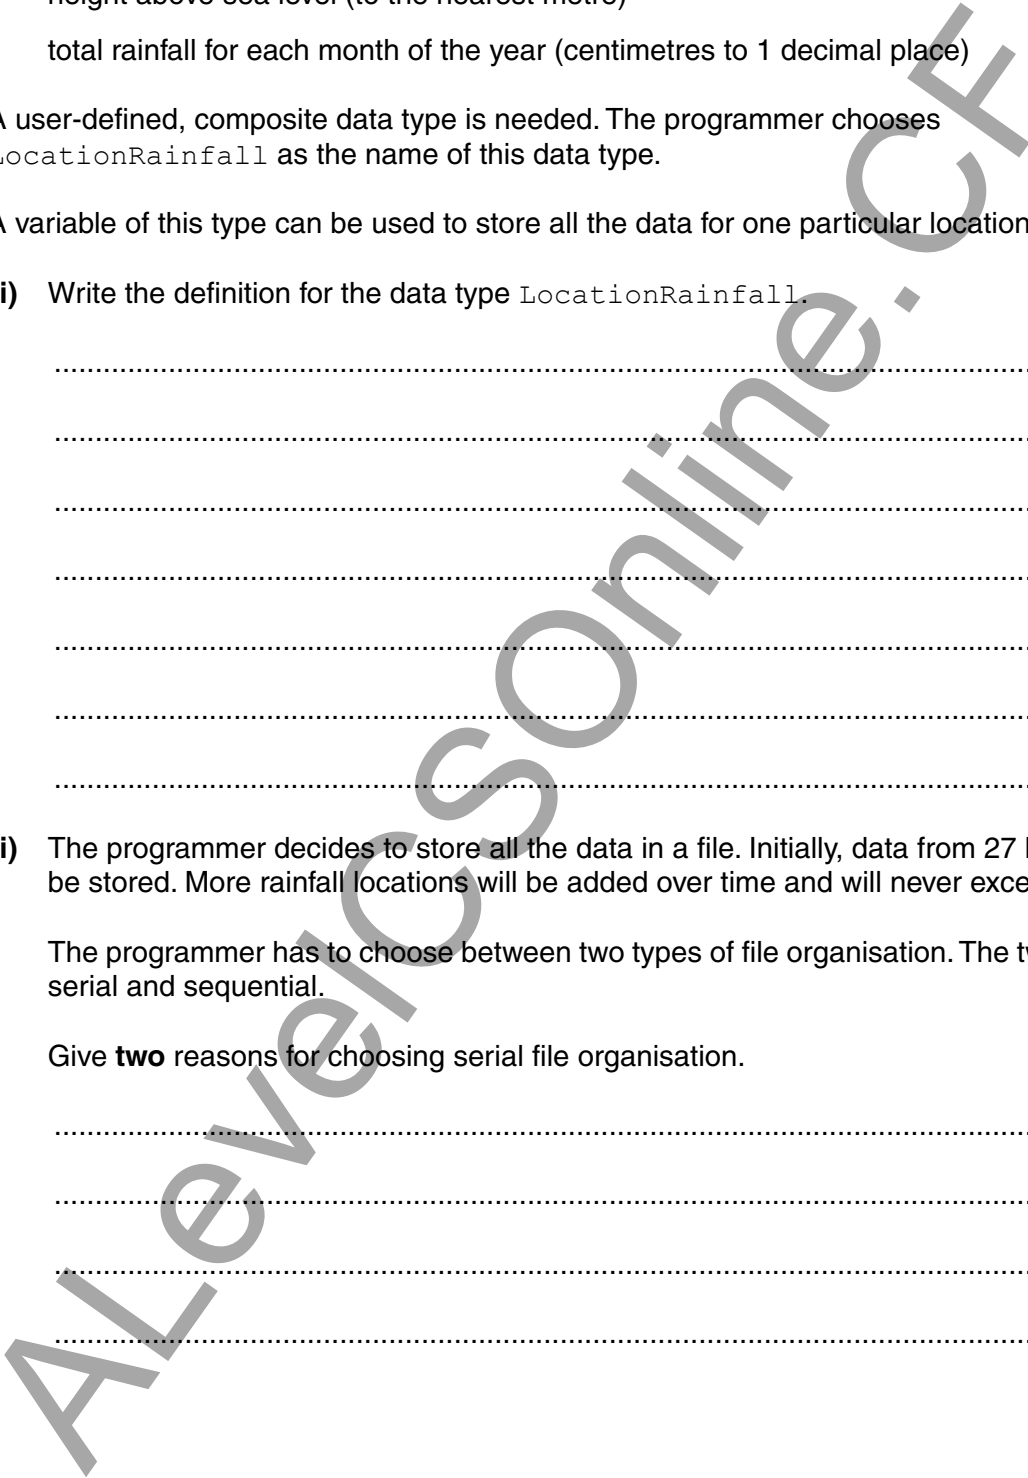 height above sea level (to the nearest metre)
total rainfall for each month of the year (centimetres to 1 decimal place)
A user-defined, composite data type is needed. The programmer chooses
LocationRainfall as the name of this data type.
A variable of this type can be used to store all the data for one particular location
i) Write the definition for the data type LocationRainfall.
i) The programmer decides to store all the data in a file. Initially, data from 27
be stored. More rainfall locations will be added over time and will never exce
The programmer has to choose between two types of file organisation. The tw
serial and sequential.
Give two reasons for choosing serial file organisation.
ALevelCSOnline.CF